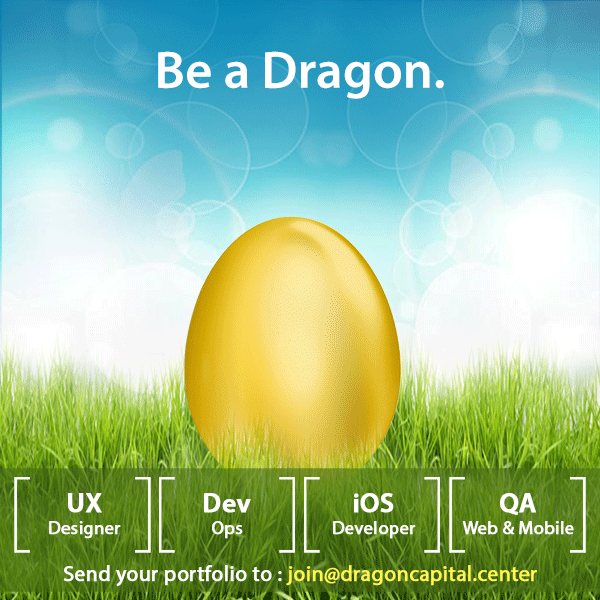 Be a Dragon.
UX
Designer
Dev
Ops
iOS
Developer
QA
Web & Mobile
Send your portfolio to : join@dragoncapital.center